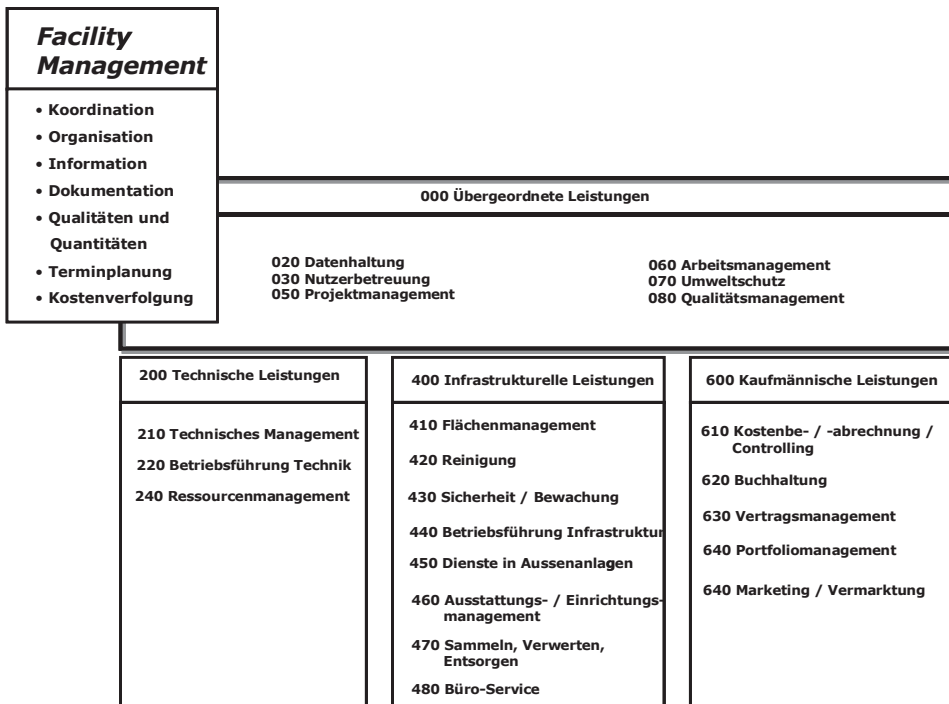 Facility
Management
• Koordination
• Organisation
• Information
• Dokumentation
• Qualitäten und
Quantitäten
• Terminplanung
• Kostenverfolgung
000 Übergeordnete Leistungen
020 Datenhaltung
030 Nutzerbetreuung
050 Projektmanagement
060 Arbeitsmanagement
070 Umweltschutz
080 Qualitätsmanagement
200 Technische Leistungen
210 Technisches Management
220 Betriebsführung Technik
240 Ressourcenmanagement
400 Infrastrukturelle Leistungen
410 Flächenmanagement
420 Reinigung
430 Sicherheit / Bewachung
440 Betriebsführung Infrastruktur
450 Dienste in Aussenanlagen
460 Ausstattungs- / Einrichtungs-
management
470 Sammeln, Verwerten,
Entsorgen
480 Büro-Service
600 Kaufmännische Leistungen
610 Kostenbe- / -abrechnung /
Controlling
620 Buchhaltung
630 Vertragsmanagement
640 Portfoliomanagement
640 Marketing / Vermarktung